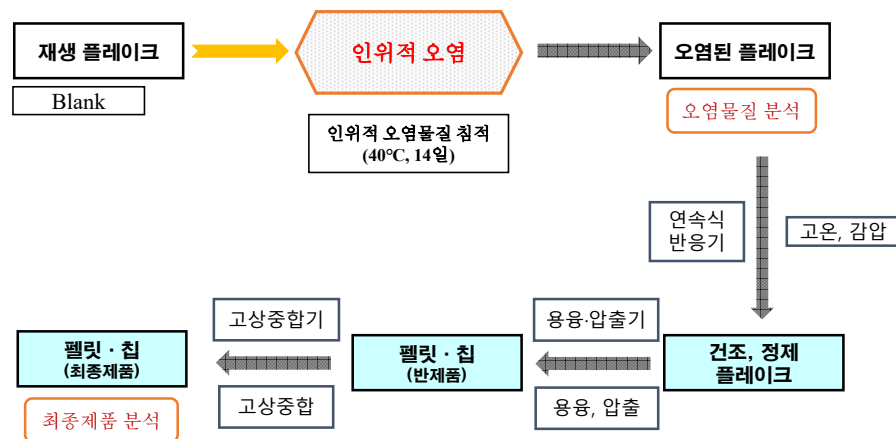 재생 플레이크
Blank
인위적 오염
인위적 오염물질 침적
(40℃, 14일)
오염된 플레이크
오염물질 분석
연속식
반응기
고온, 감압
건조, 정제
플레이크
용융·압출기
용융, 압출
펠릿 · 칩
(반제품)
고상중합기
고상중합
펠릿 · 칩
(최종제품)
최종제품 분석